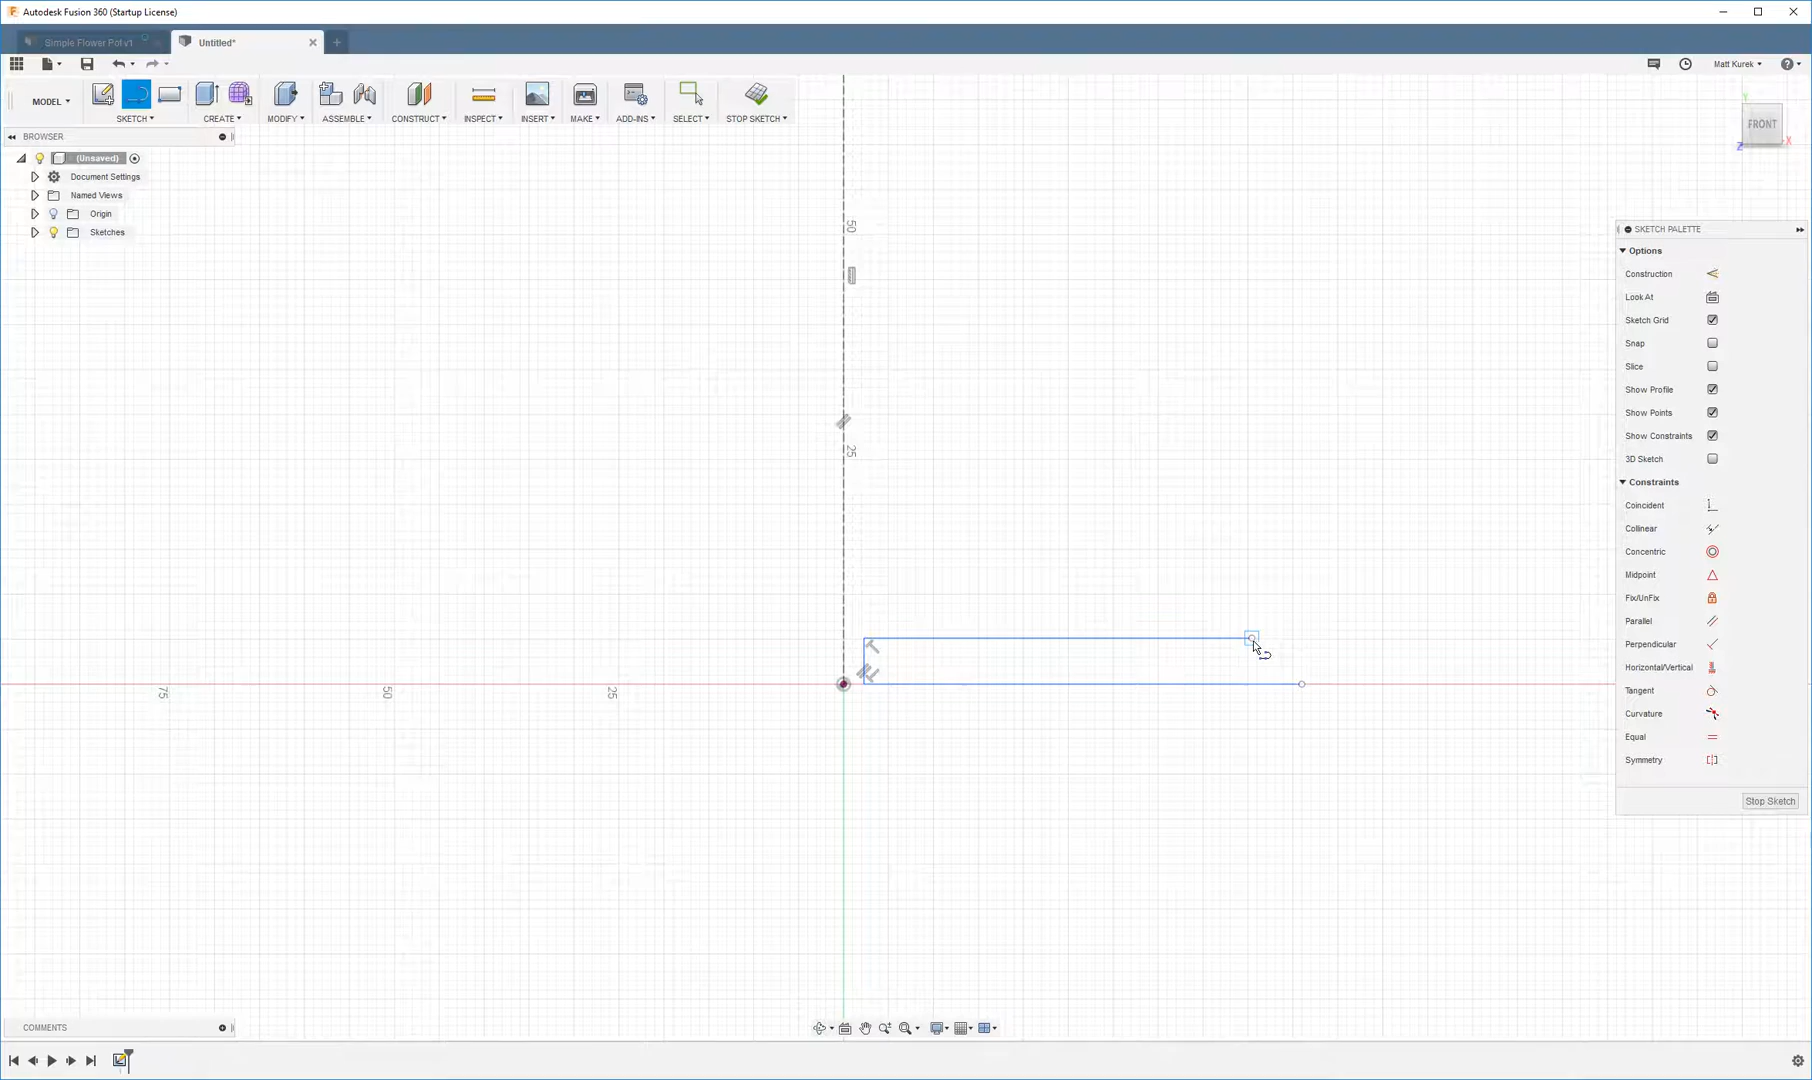 Autodesk Fusion 360 (Startup License)
Simple Flower Pot v1
Untitled*
Matt Kurek
MODEL
SKETCH
CREATE
MODIFY
ASSEMBLE
CONSTRUCT
INSPECT
INSERT
MAKE
ADD-INS
SELECT
STOP SKETCH
BROWSER
(Unsaved)
Document Settings
Named Views
Origin
Sketches
Y
FRONT
X
Z
50
25
75
50
25
SKETCH PALETTE
Options
Construction
Look At
Sketch Grid
Snap
Slice
Show Profile
Show Points
Show Constraints
3D Sketch
Constraints
Coincident
Collinear
Concentric
Midpoint
Fix/UnFix
Parallel
Perpendicular
Horizontal/Vertical
Tangent
Curvature
Equal
Symmetry
Stop Sketch
COMMENTS